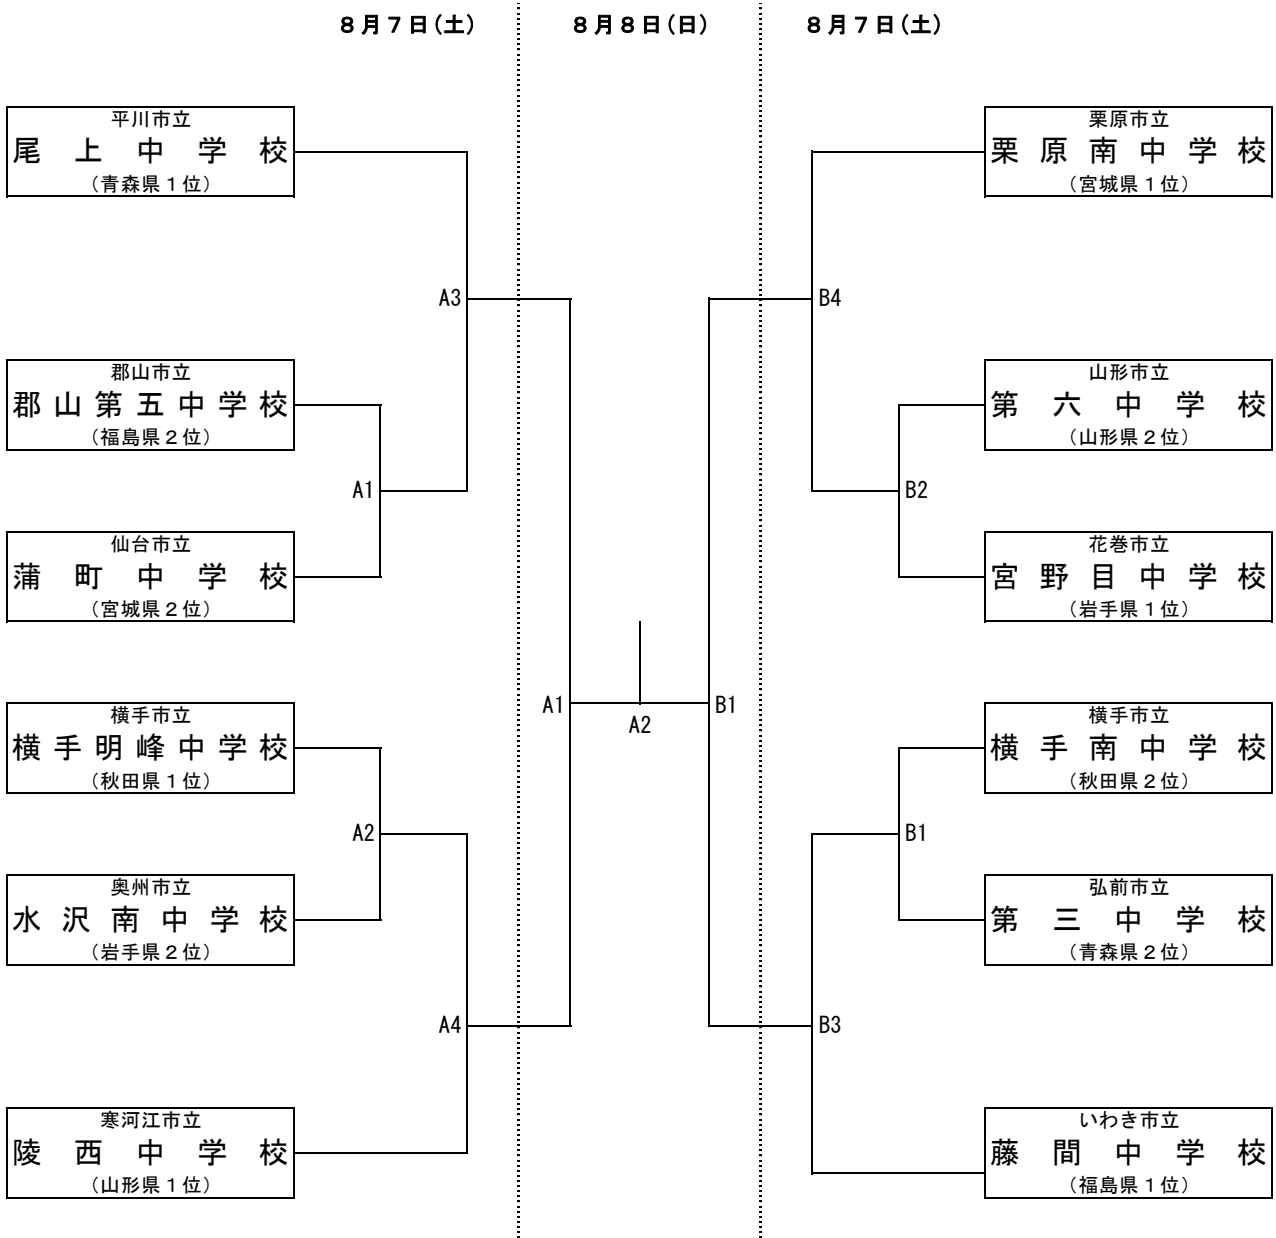 ８月７日(土)
８月８日(日)
８月７日(土)
平川市立
尾上中学校
（青森県１位）
A3
郡山市立
郡山第五中学校
（福島県２位）
A1
仙台市立
蒲町中学校
（宮城県２位）
横手市立
横手明峰中学校
（秋田県１位）
A2
奥州市立
水沢南中学校
（岩手県２位）
A4
寒河江市立
陵西中学校
（山形県１位）
A1
A2
B1
栗原市立
栗原南中学校
（宮城県１位）
B4
山形市立
第六中学校
（山形県２位）
B2
花巻市立
宮野目中学校
（岩手県１位）
横手市立
横手南中学校
（秋田県２位）
B1
弘前市立
第三中学校
（青森県２位）
B3
いわき市立
藤間中学校
（福島県１位）